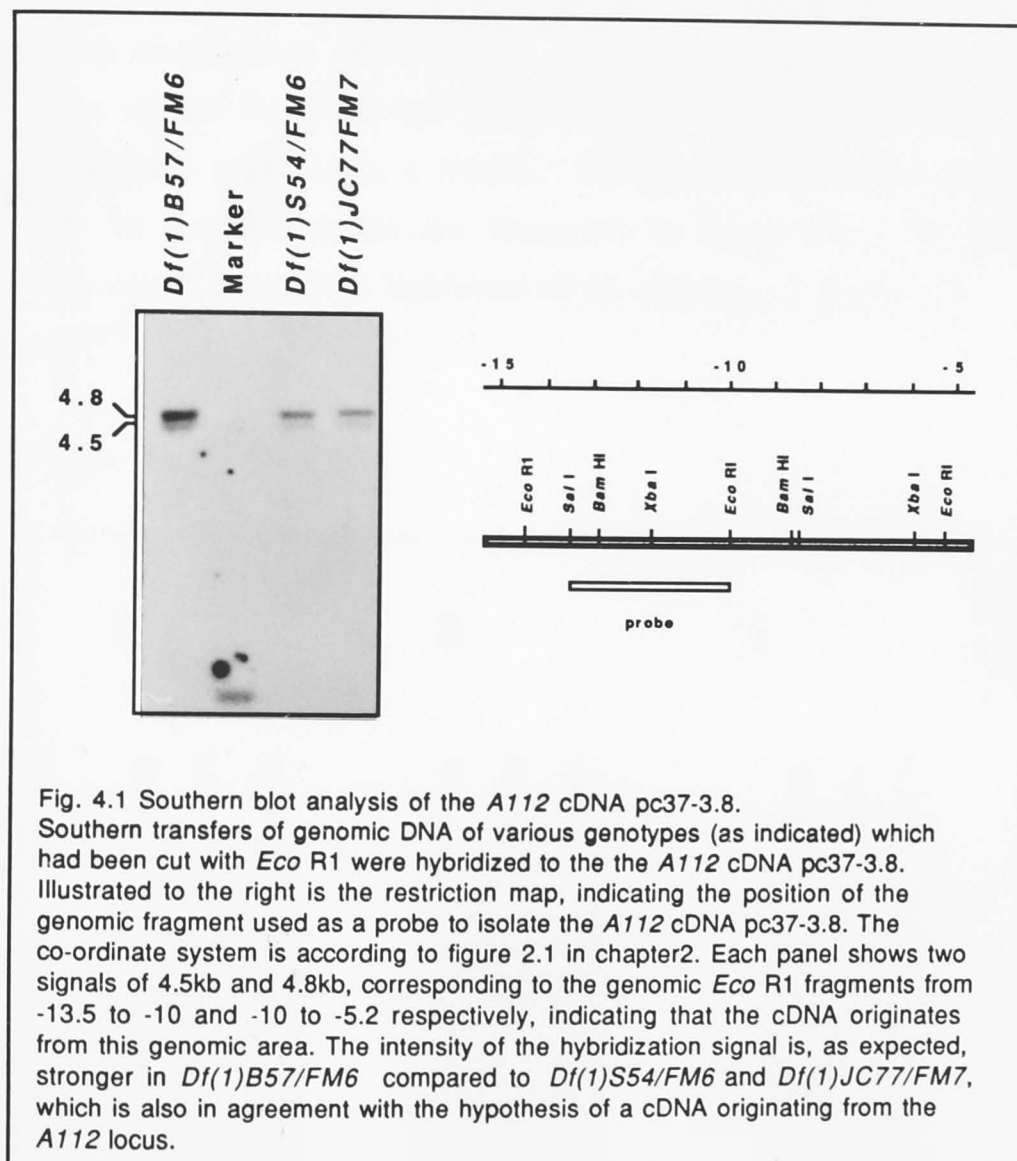 Df(1)B57/FM6
Marker
Df(1)S54/FM6
Df(1)JC77FM7
4.8
4.5
-15 -10 -5
Eco R1
Sal I
Bam HI
Xba I
Eco RI
Bam HI
Sal I
Xba I
Eco RI
probe
Fig. 4.1 Southern blot analysis of the A112 cDNA pc37-3.8.
Southern transfers of genomic DNA of various genotypes (as indicated) which
had been cut with Eco R1 were hybridized to the the A112 cDNA pc37-3.8.
Illustrated to the right is the restriction map, indicating the position of the
genomic fragment used as a probe to isolate the A112 cDNA pc37-3.8. The
co-ordinate system is according to figure 2.1 in chapter2. Each panel shows two
signals of 4.5kb and 4.8kb, corresponding to the genomic Eco R1 fragments from
-13.5 to -10 and -10 to -5.2 respectively, indicating that the cDNA originates
from this genomic area. The intensity of the hybridization signal is, as expected,
stronger in Df(1)B57/FM6 compared to Df(1)S54/FM6 and Df(1)JC77/FM7,
which is also in agreement with the hypothesis of a cDNA originating from the
A112 locus.